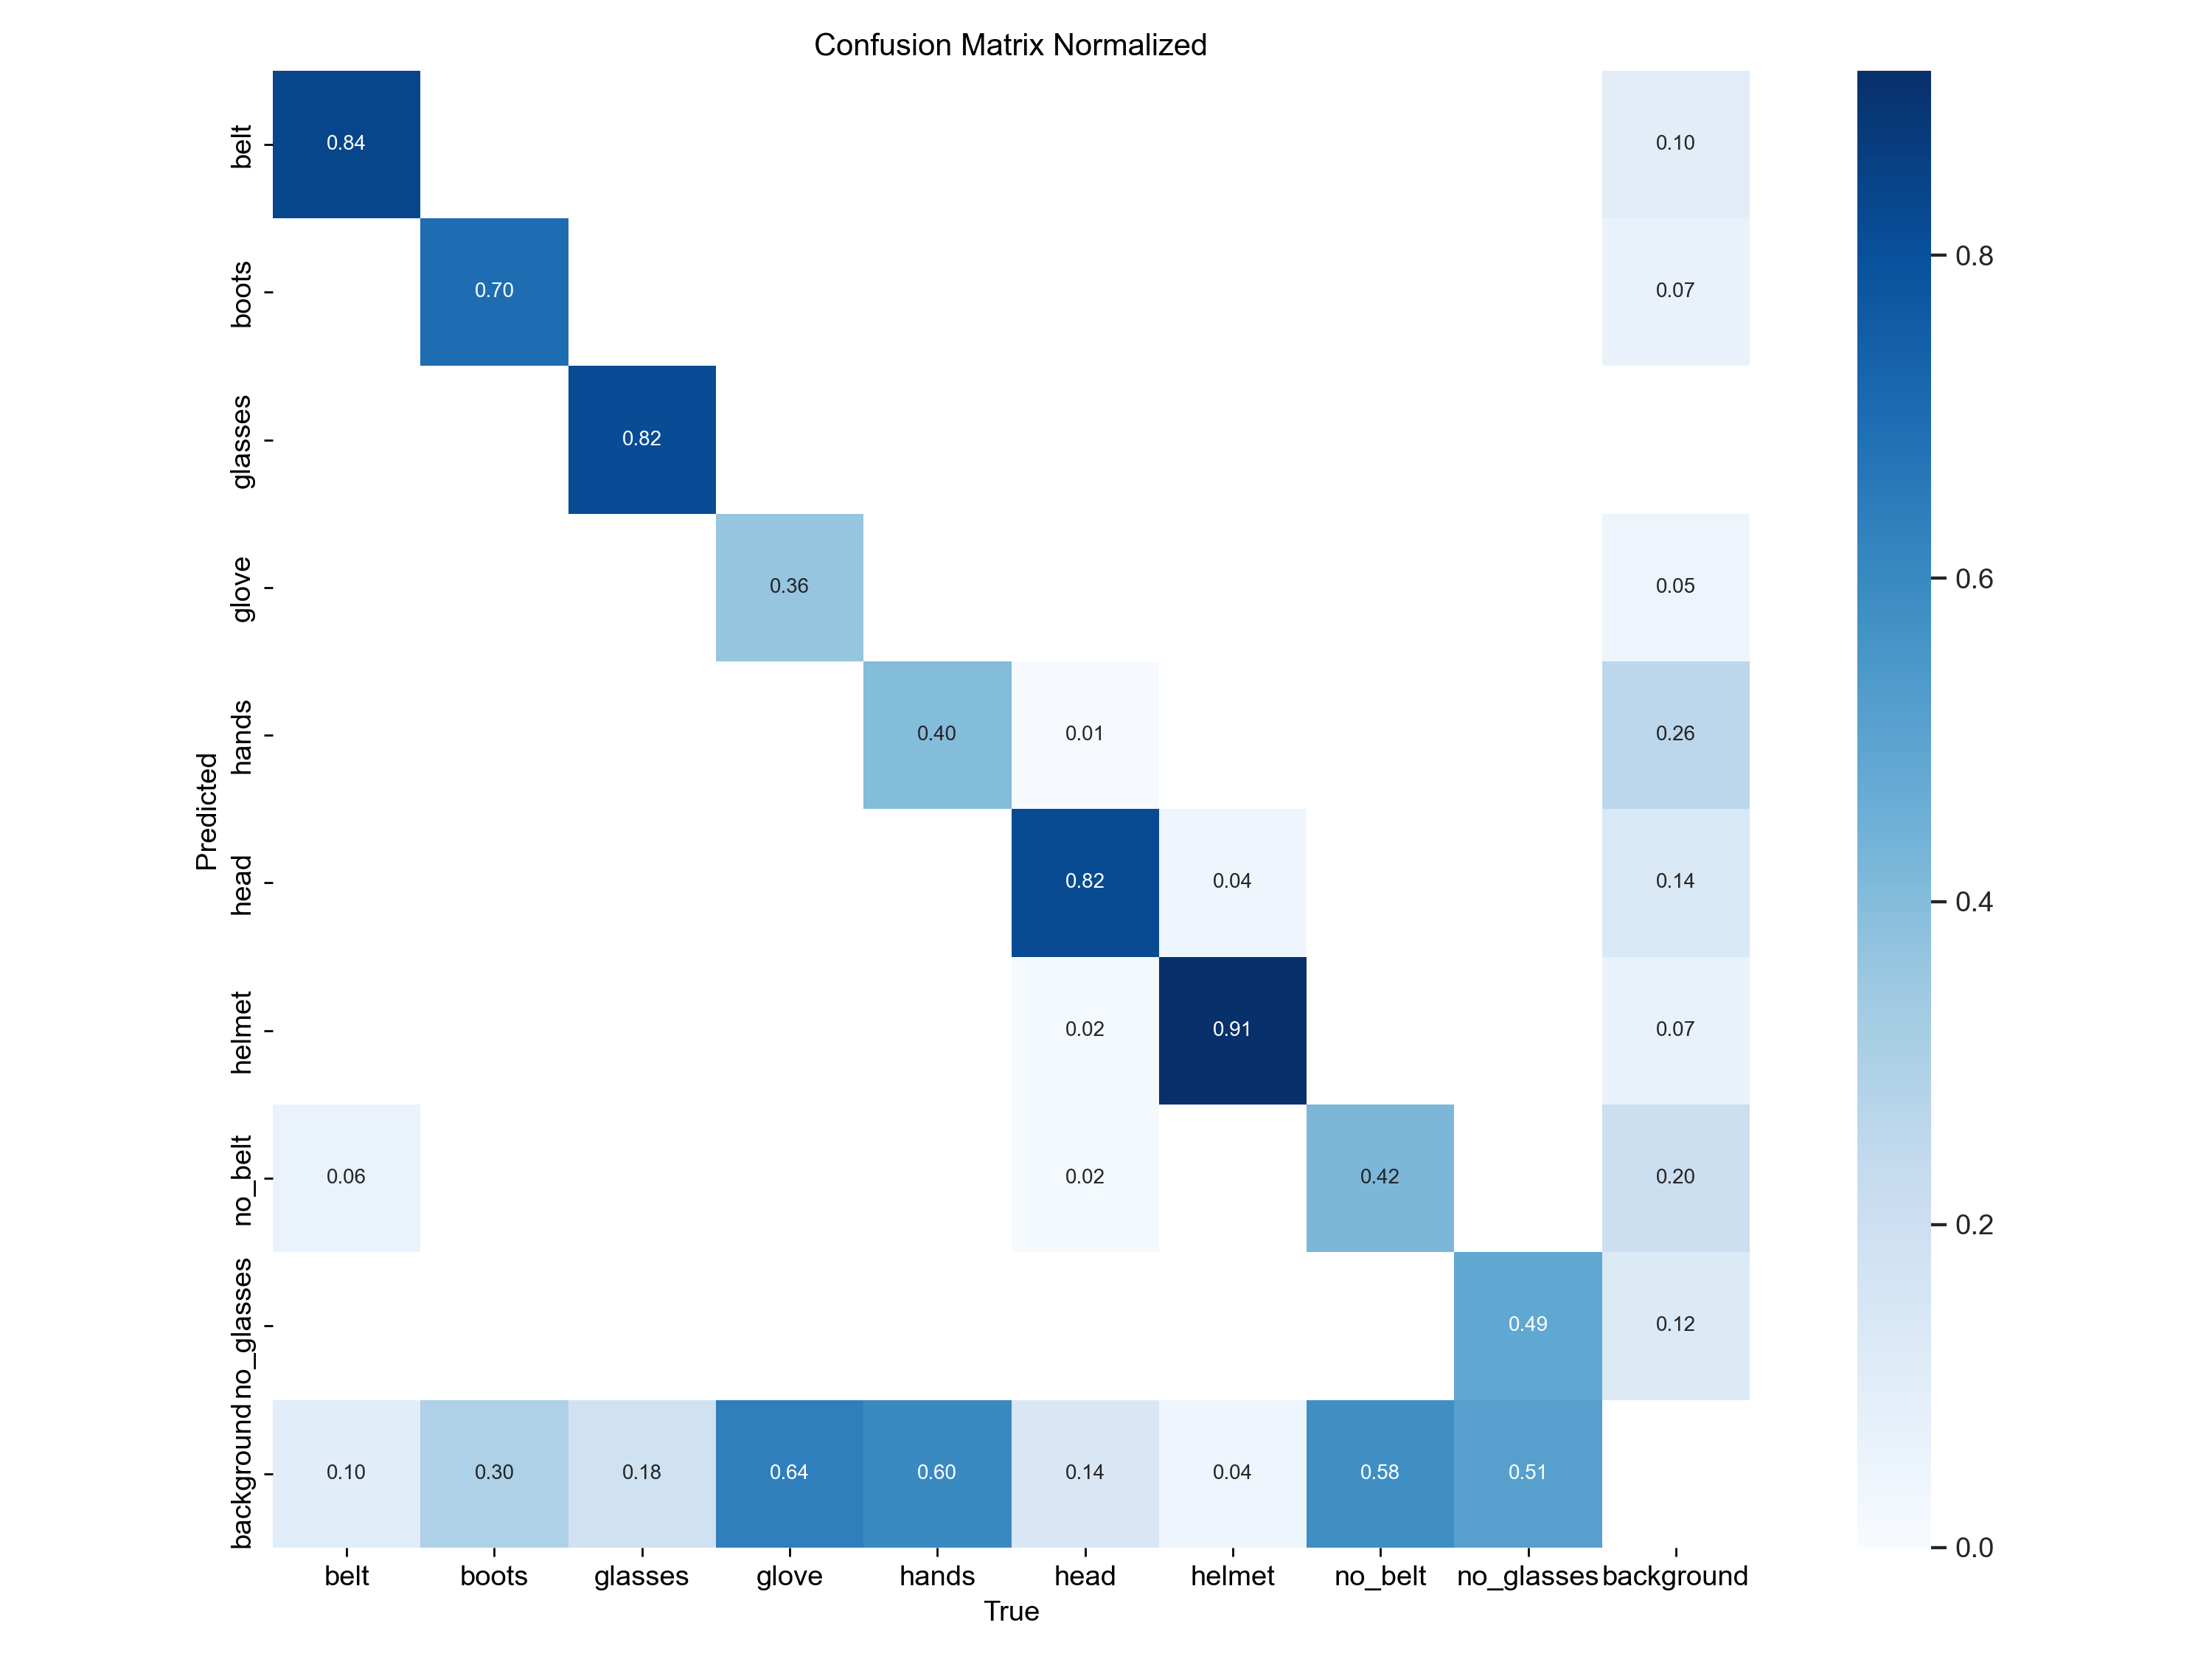 Confusion Matrix Normalized
belt 0.84 0.10
boots 0.70 0.07 0.8
glasses 0.82
glove 0.36 0.05 0.6
hands 0.40 0.01 0.26
Predicted
head 0.82 0.04 0.14 0.4
helmet 0.02 0.91 0.07
no_belt 0.06 0.02 0.42 0.20 0.2
no_glasses 0.49 0.12
background 0.10 0.30 0.18 0.64 0.60 0.14 0.04 0.58 0.51
0.0
belt boots glasses glove hands head helmet no_belt no_glasses background
True